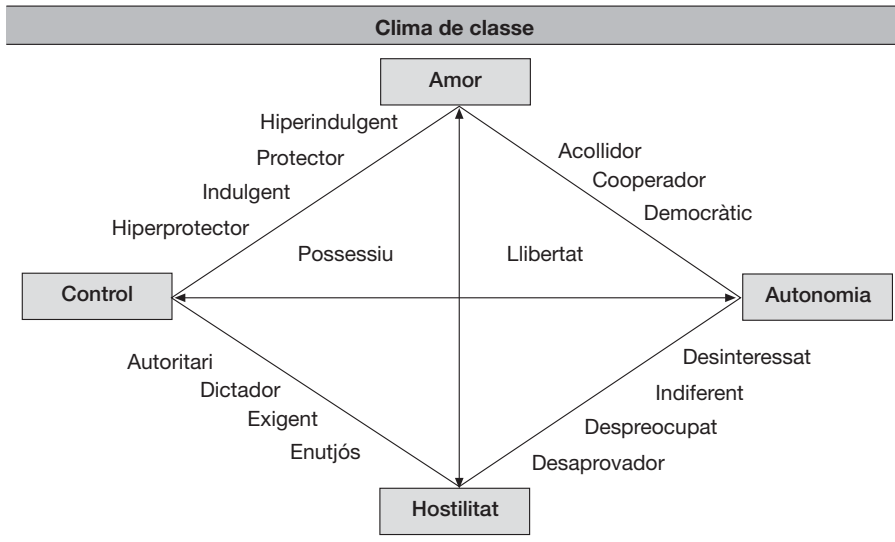 Clima de classe
Amor
Hiperindulgent
Protector
Indulgent
Hiperprotector
Acollidor
Cooperador
Democràtic
Possessiu
Llibertat
Control
Autonomia
Autoritari
Dictador
Exigent
Enutjós
Desinteressat
Indiferent
Despreocupat
Desaprovador
Hostilitat